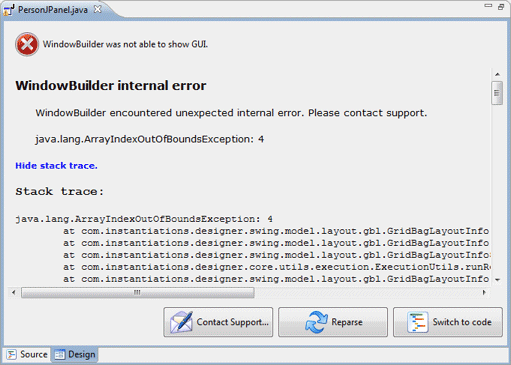 PersonJPanel.java
WindowBuilder was not able to show GUI.
WindowBuilder internal error
WindowBuilder encountered unexpected internal error. Please contact support.
java.lang.ArrayIndexOutOfBoundsException: 4
Hide stack trace.
Stack trace:
java.lang.ArrayIndexOutOfBoundsException: 4
at com.instantiations.designer.swing.model.layout.gbl.GridBagLayoutInfo
at com.instantiations.designer.swing.model.layout.gbl.GridBagLayoutInfo
at com.instantiations.designer.swing.model.layout.gbl.GridBagLayoutInfo
at com.instantiations.designer.core.utils.execution.ExecutionUtils.runRe
at com.instantiations.designer.swing.model.layout.gbl.GridBagLayoutInfo
Contact Support...
Reparse
Switch to code
Source
Design